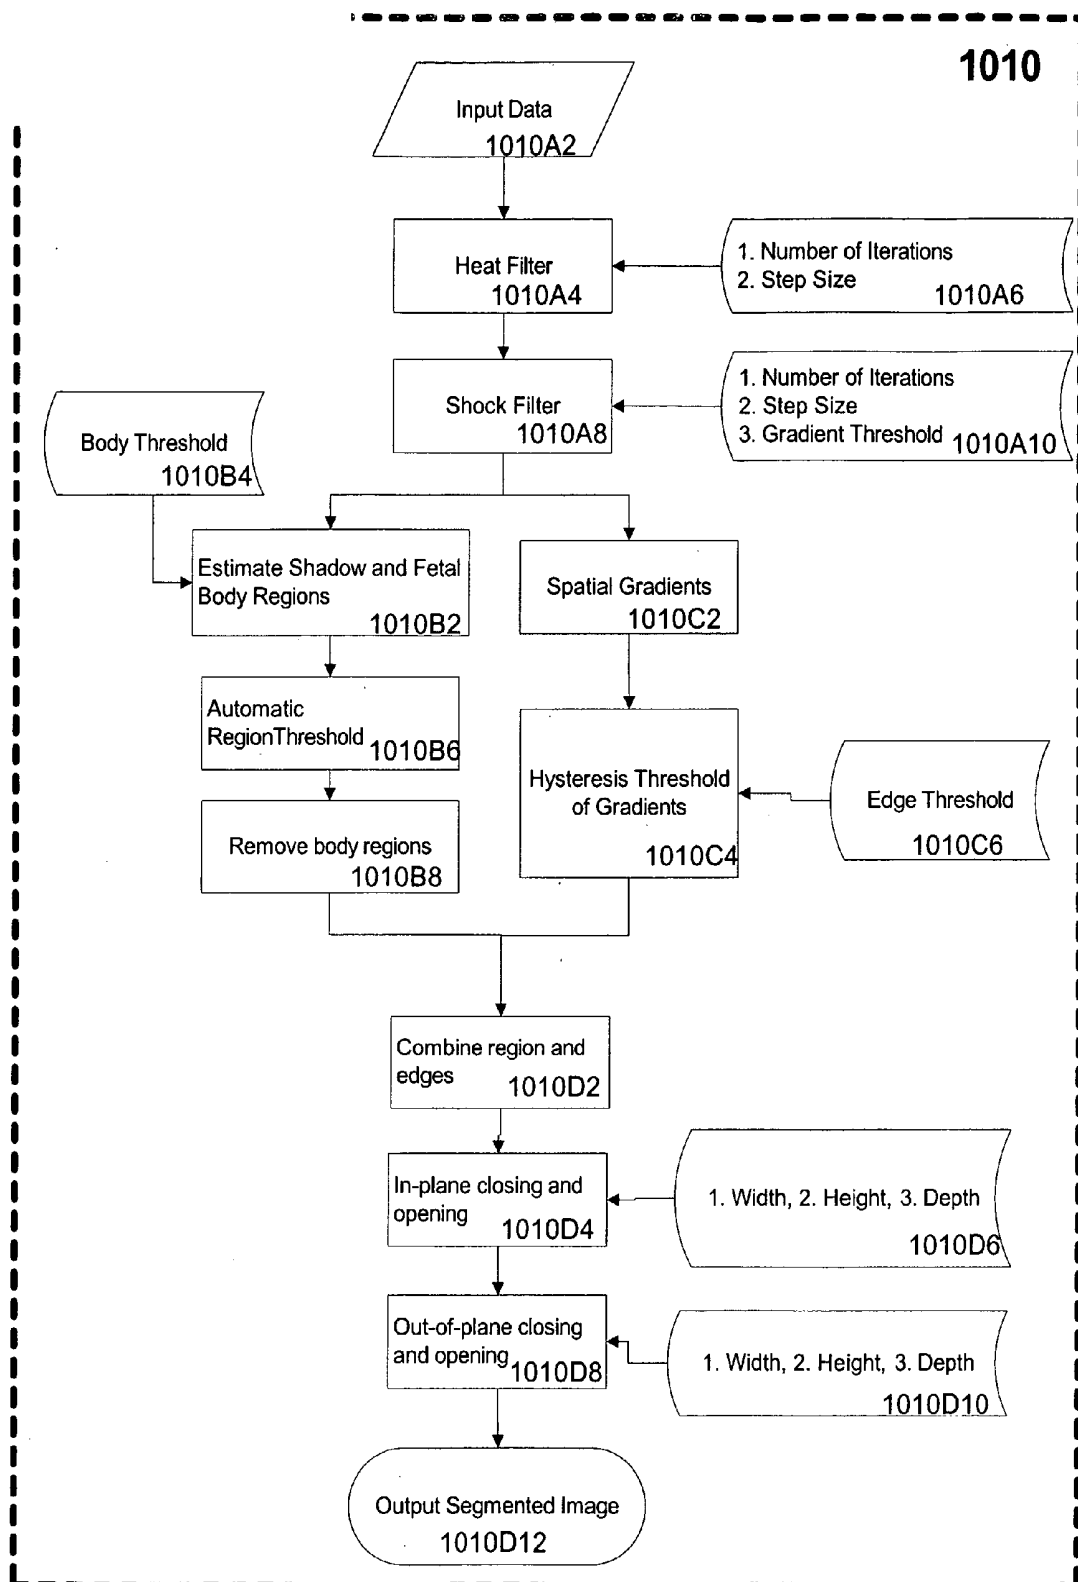 1010
Input Data
1010A2
Heat Filter
1010A4
1. Number of Iterations
2. Step Size
1010A6
Shock Filter
1010A8
1. Number of Iterations
2. Step Size
3. Gradient Threshold
1010A10
Body Threshold
1010B4
Estimate Shadow and Fetal
Body Regions
1010B2
Spatial Gradients
1010C2
Automatic
RegionThreshold
1010B6
Hysteresis Threshold
of Gradients
1010C4
Edge Threshold
1010C6
Remove body regions
1010B8
Combine region and
edges
1010D2
In-plane closing and
opening
1010D4
1. Width, 2. Height, 3. Depth
1010D6
Out-of-plane closing
and opening
1010D8
1. Width, 2. Height, 3. Depth
1010D10
Output Segmented Image
1010D12